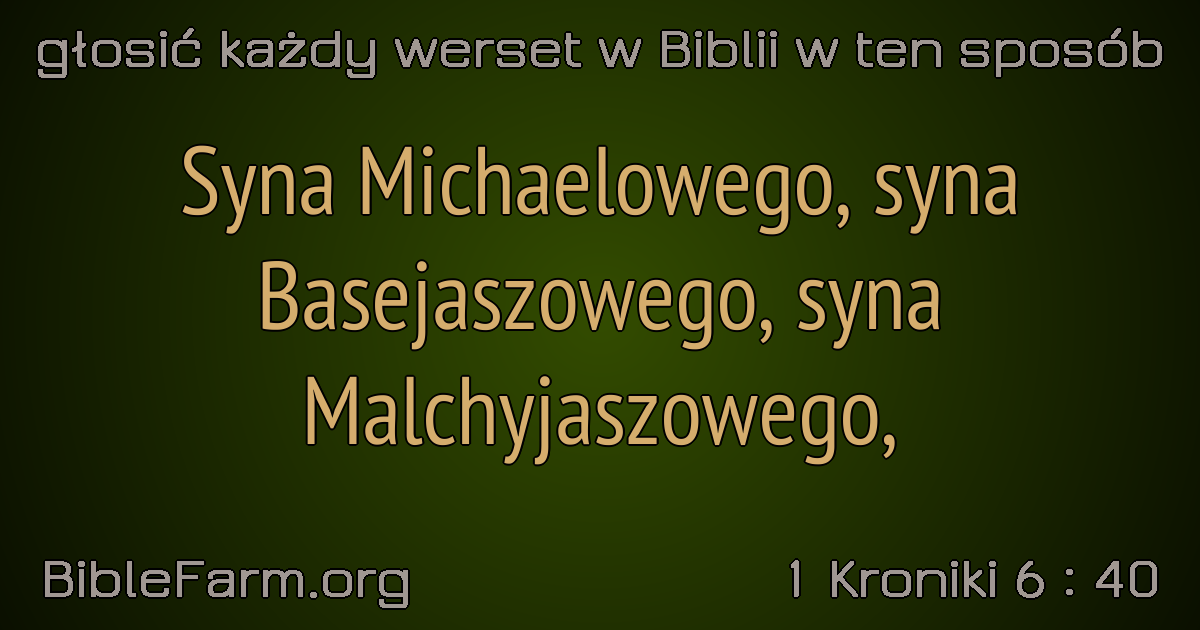 głosić każdy werset w Biblii w ten sposób
Syna Michaelowego, syna
Basejaszowego, syna
Malchyjaszowego,
BibleFarm.org
1 Kroniki 6 : 40